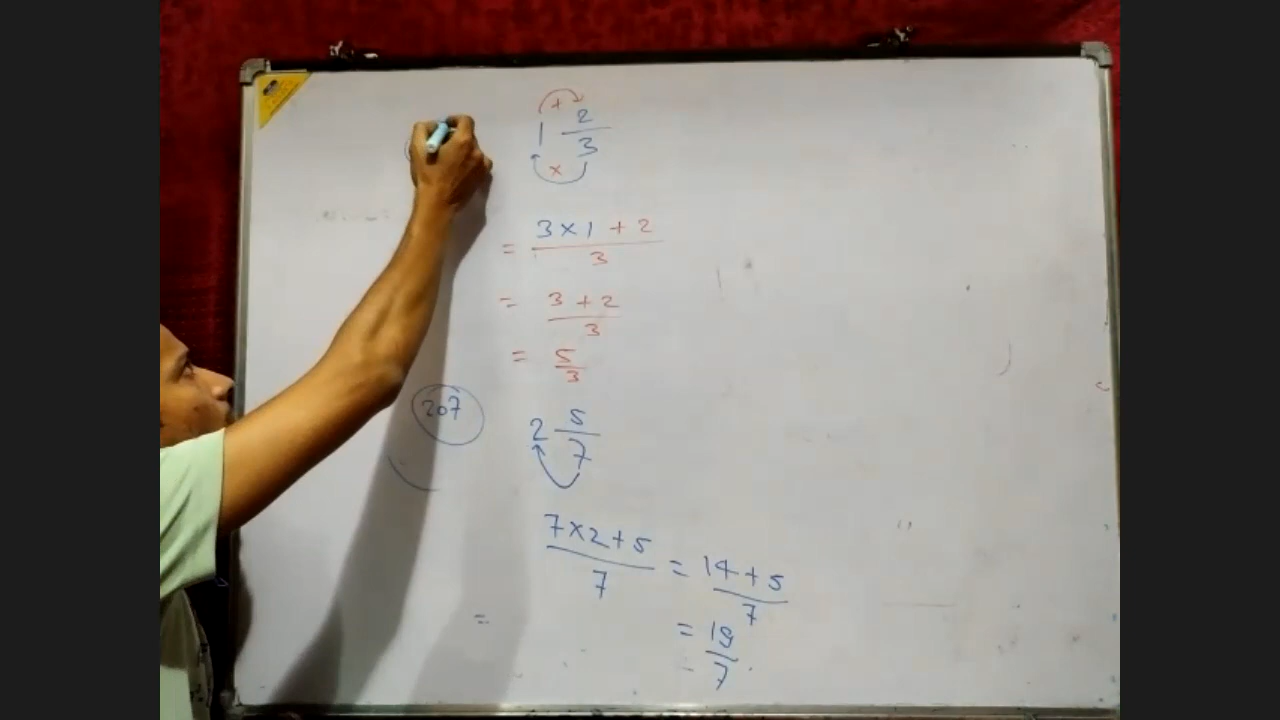 +
1 2/3
×
= 3 × 1 + 2 / 3
= 3 + 2 / 3
= 5/3
207
2 5/7
7 × 2 + 5 / 7 = 14 + 5 / 7
= 19/7
=